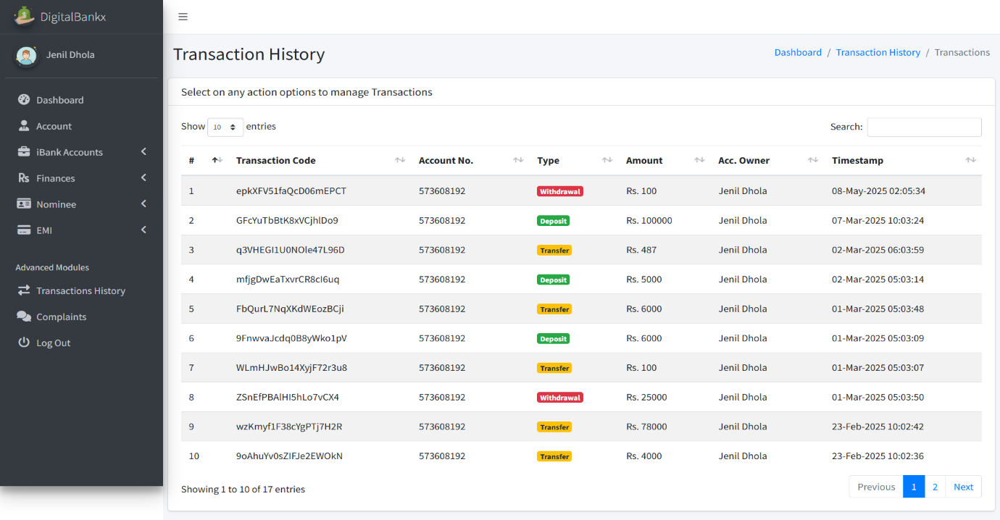 DigitalBankx
Jenil Dhola
Dashboard
Account
iBank Accounts
Rs Finances
Nominee
EMI
Advanced Modules
Transactions History
Complaints
Log Out
Transaction History
Dashboard / Transaction History / Transactions
Select on any action options to manage Transactions
Show 10 entries
Search:
# Transaction Code Account No. Type Amount Acc. Owner Timestamp
1 epkXFV51faQcD06mEPCT 573608192 Withdrawal Rs. 100 Jenil Dhola 08-May-2025 02:05:34
2 GFcYuTbBtK8xVCjhlDo9 573608192 Deposit Rs. 100000 Jenil Dhola 07-Mar-2025 10:03:24
3 q3VHEGI1U0NOle47L96D 573608192 Transfer Rs. 487 Jenil Dhola 02-Mar-2025 06:03:59
4 mfjgDwEaTxvrCR8cI6uq 573608192 Deposit Rs. 5000 Jenil Dhola 02-Mar-2025 05:03:14
5 FbQurL7NqXKdWEozBCji 573608192 Transfer Rs. 6000 Jenil Dhola 01-Mar-2025 05:03:48
6 9FnwvaJcdq0B8yWko1pV 573608192 Deposit Rs. 6000 Jenil Dhola 01-Mar-2025 05:03:09
7 WLmHJwBo14XyjF72r3u8 573608192 Transfer Rs. 100 Jenil Dhola 01-Mar-2025 05:03:07
8 ZSnEfPBAlHI5hLo7vCX4 573608192 Withdrawal Rs. 25000 Jenil Dhola 01-Mar-2025 05:03:50
9 wzKmyf1F38cYgPTj7H2R 573608192 Transfer Rs. 78000 Jenil Dhola 23-Feb-2025 10:02:42
10 9oAhuYv0sZIFJe2EWOkN 573608192 Transfer Rs. 4000 Jenil Dhola 23-Feb-2025 10:02:36
Showing 1 to 10 of 17 entries
Previous 1 2 Next